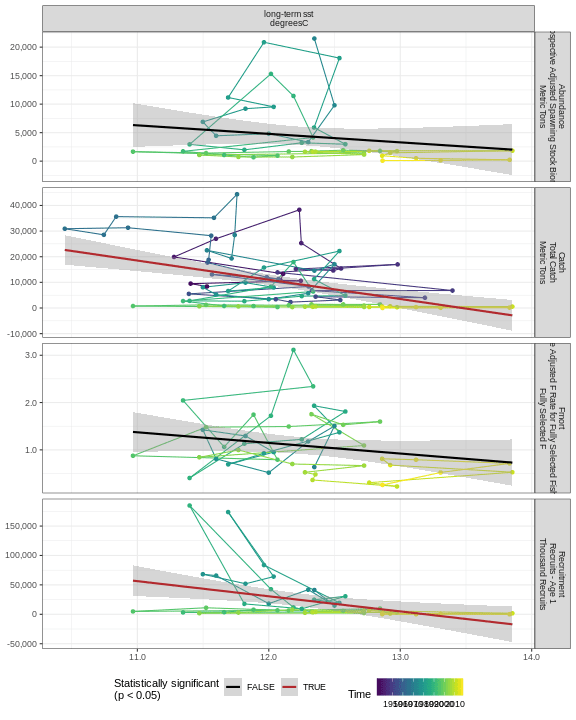 long-term sst
degreesC
20,000
15,000
10,000
5,000
0
Abundance
Adjusted Spawning Stock
Metric Tons
40,000
30,000
20,000
10,000
0
-10,000
Catch
Total Catch
Metric Tons
3.0
2.0
1.0
Fmort
Adjusted F Rate for Fully Selected
Fully Selected F
150,000
100,000
50,000
0
-50,000
Recruitment
Recruits - Age 1
Thousand Recruits
11.0 12.0 13.0 14.0
Statistically significant
(p < 0.05)
FALSE TRUE
Time
2010